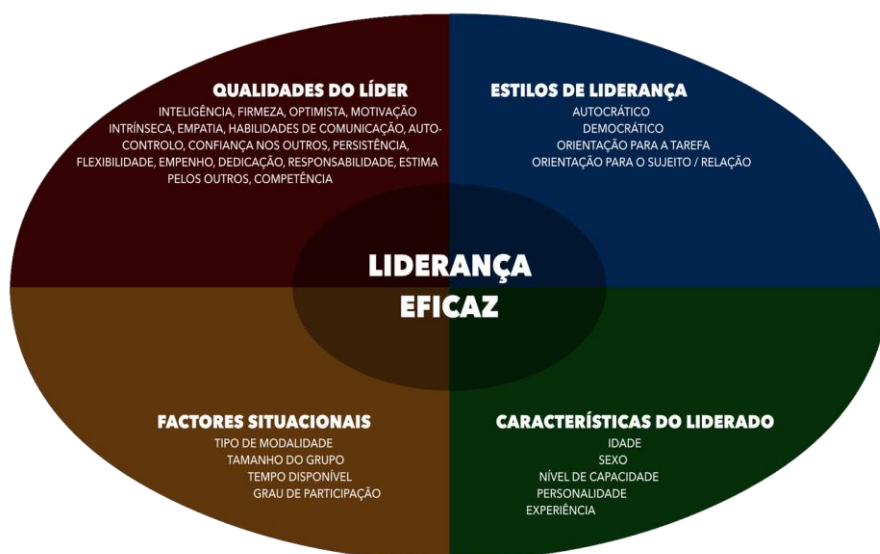 QUALIDADES DO LÍDER
INTELIGÊNCIA, FIRMEZA, OPTIMISTA, MOTIVAÇÃO
INTRÍNSECA, EMPATIA, HABILIDADES DE COMUNICAÇÃO, AUTO-
CONTROLO, CONFIANÇA NOS OUTROS, PERSISTÊNCIA,
FLEXIBILIDADE, EMPENHO, DEDICAÇÃO, RESPONSABILIDADE, ESTIMA
PELOS OUTROS, COMPETÊNCIA
ESTILOS DE LIDERANÇA
AUTOCRÁTICO
DEMOCRÁTICO
ORIENTAÇÃO PARA A TAREFA
ORIENTAÇÃO PARA O SUJEITO / RELAÇÃO
LIDERANÇA
EFICAZ
FACTORES SITUACIONAIS
TIPO DE MODALIDADE
TAMANHO DO GRUPO
TEMPO DISPONÍVEL
GRAU DE PARTICIPAÇÃO
CARACTERÍSTICAS DO LIDERADO
IDADE
SEXO
NÍVEL DE CAPACIDADE
PERSONALIDADE
EXPERIÊNCIA